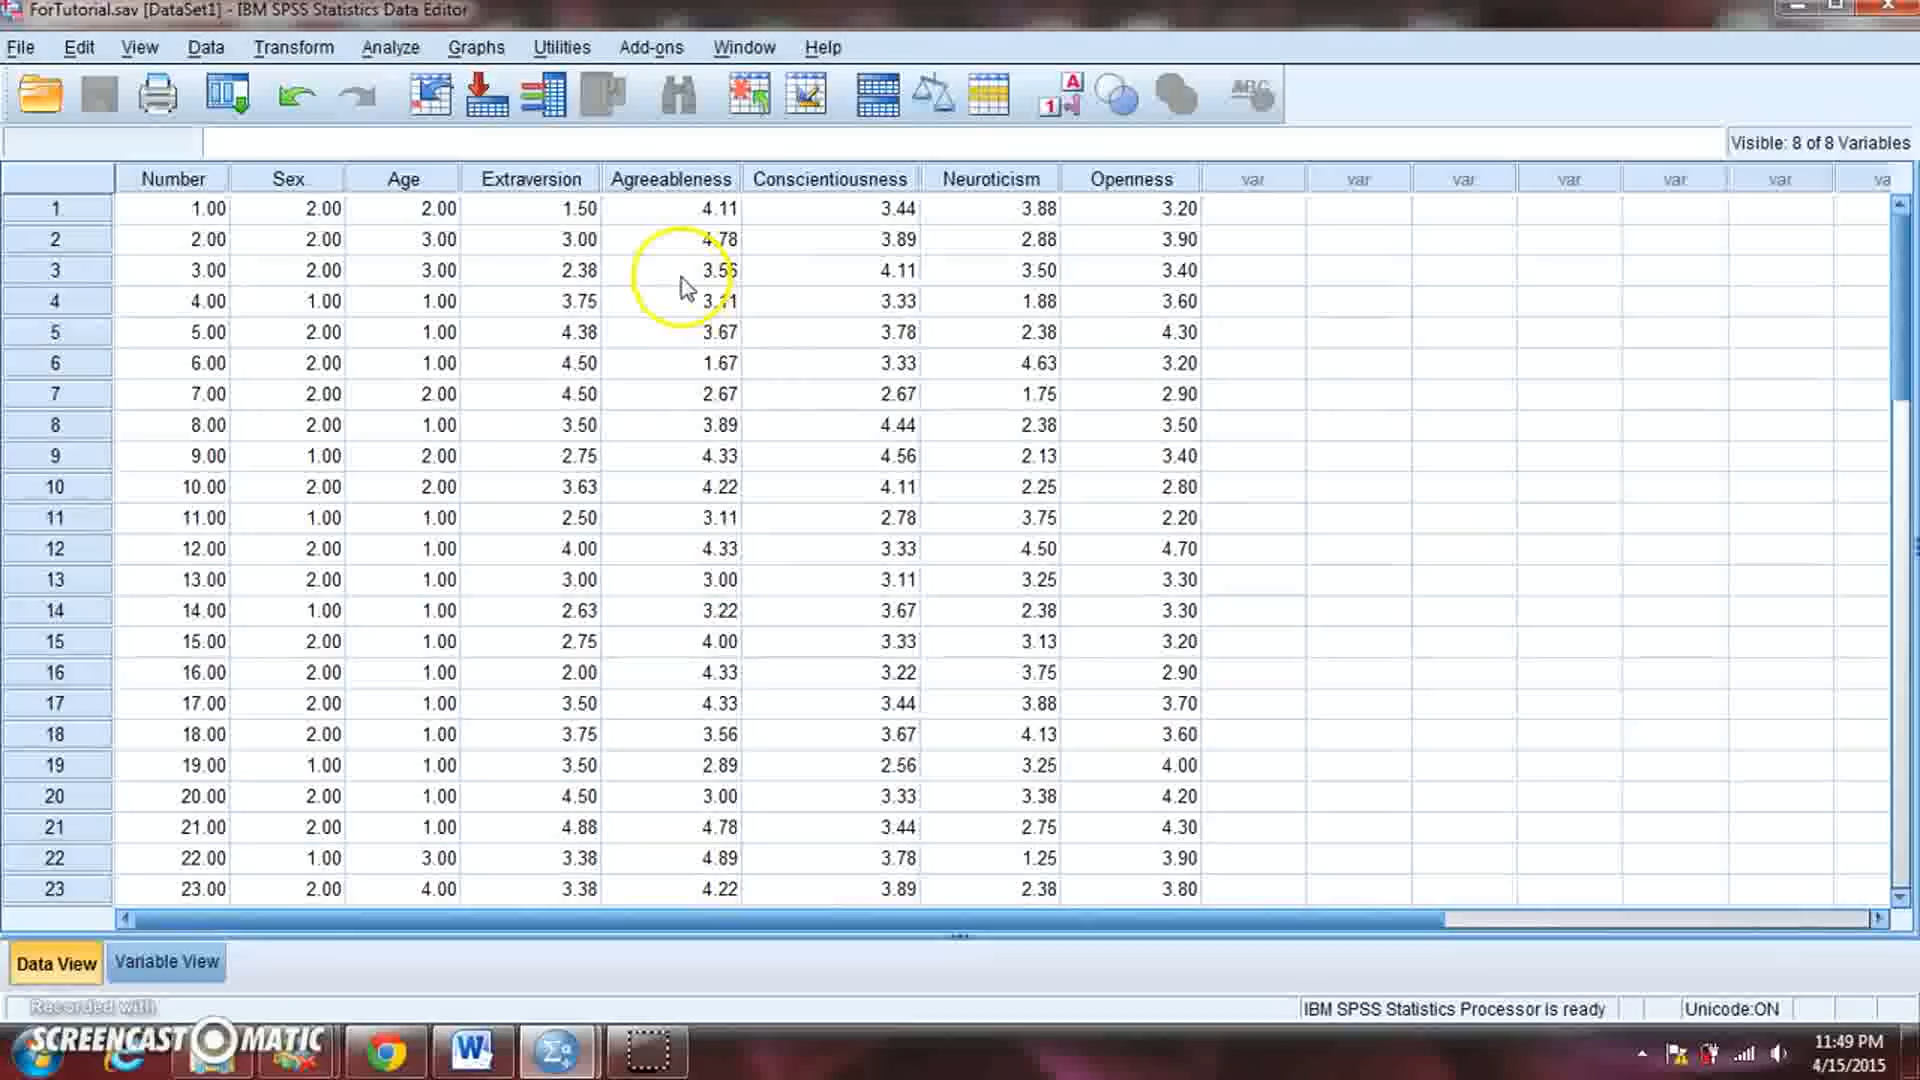 ForTutorial.sav [DataSet1] - IBM SPSS Statistics Data Editor
File Edit View Data Transform Analyze Graphs Utilities Add-ons Window Help
1 A ABC
Visible: 8 of 8 Variables
Number Sex Age Extraversion Agreeableness Conscientiousness Neuroticism Openness var var var var var var va
1 1.00 2.00 2.00 1.50 4.11 3.44 3.88 3.20
2 2.00 2.00 3.00 3.00 4.78 3.89 2.88 3.90
3 3.00 2.00 3.00 2.38 3.56 4.11 3.50 3.40
4 4.00 1.00 1.00 3.75 3.11 3.33 1.88 3.60
5 5.00 2.00 1.00 4.38 3.67 3.78 2.38 4.30
6 6.00 2.00 1.00 4.50 1.67 3.33 4.63 3.20
7 7.00 2.00 2.00 4.50 2.67 2.67 1.75 2.90
8 8.00 2.00 1.00 3.50 3.89 4.44 2.38 3.50
9 9.00 1.00 2.00 2.75 4.33 4.56 2.13 3.40
10 10.00 2.00 2.00 3.63 4.22 4.11 2.25 2.80
11 11.00 1.00 1.00 2.50 3.11 2.78 3.75 2.20
12 12.00 2.00 1.00 4.00 4.33 3.33 4.50 4.70
13 13.00 2.00 1.00 3.00 3.00 3.11 3.25 3.30
14 14.00 1.00 1.00 2.63 3.22 3.67 2.38 3.30
15 15.00 2.00 1.00 2.75 4.00 3.33 3.13 3.20
16 16.00 2.00 1.00 2.00 4.33 3.22 3.75 2.90
17 17.00 2.00 1.00 3.50 4.33 3.44 3.88 3.70
18 18.00 2.00 1.00 3.75 3.56 3.67 4.13 3.60
19 19.00 1.00 1.00 3.50 2.89 2.56 3.25 4.00
20 20.00 2.00 1.00 4.50 3.00 3.33 3.38 4.20
21 21.00 2.00 1.00 4.88 4.78 3.44 2.75 4.30
22 22.00 1.00 3.00 3.38 4.89 3.78 1.25 3.90
23 23.00 2.00 4.00 3.38 4.22 3.89 2.38 3.80
Data View Variable View
IBM SPSS Statistics Processor is ready Unicode:ON
Recorded with
SCREENCAST MATIC
11:49 PM
4/15/2015